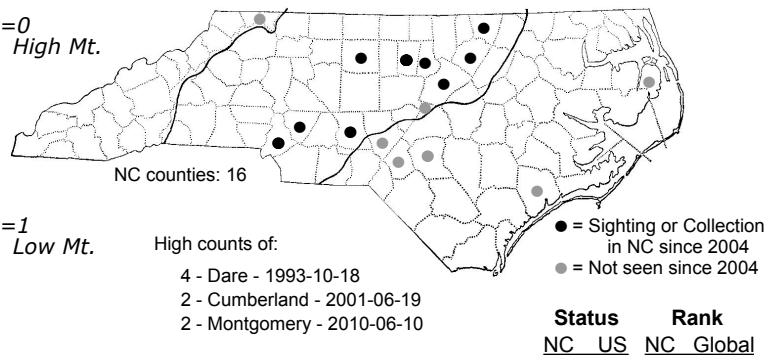 =0
High Mt.
NC counties: 16
=1
Low Mt.
High counts of:
4 - Dare - 1993-10-18
2 - Cumberland - 2001-06-19
2 - Montgomery - 2010-06-10
● = Sighting or Collection
in NC since 2004
● = Not seen since 2004
Status Rank
NC US NC Global